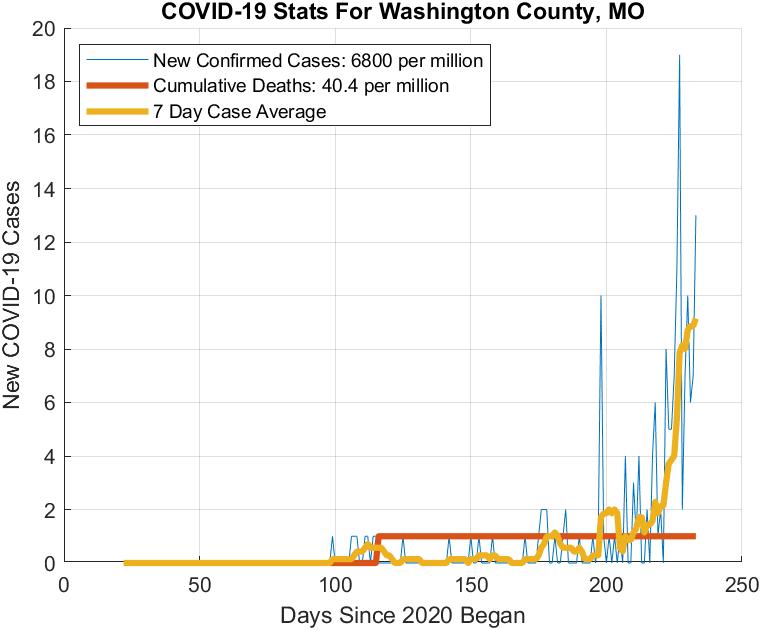 COVID-19 Stats For Washington County, MO
New Confirmed Cases: 6800 per million
Cumulative Deaths: 40.4 per million
7 Day Case Average
New COVID-19 Cases
20
18
16
14
12
10
8
6
4
2
0
0 50 100 150 200 250
Days Since 2020 Began